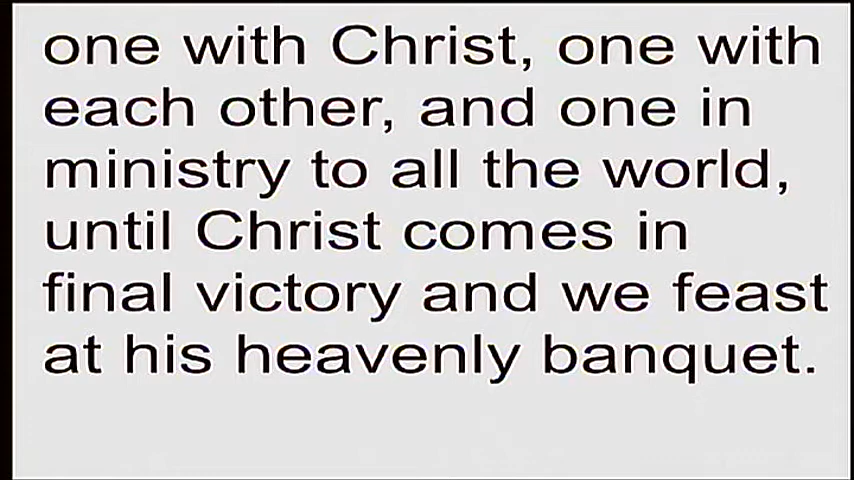 one with Christ, one with
each other, and one in
ministry to all the world,
until Christ comes in
final victory and we feast
at his heavenly banquet.